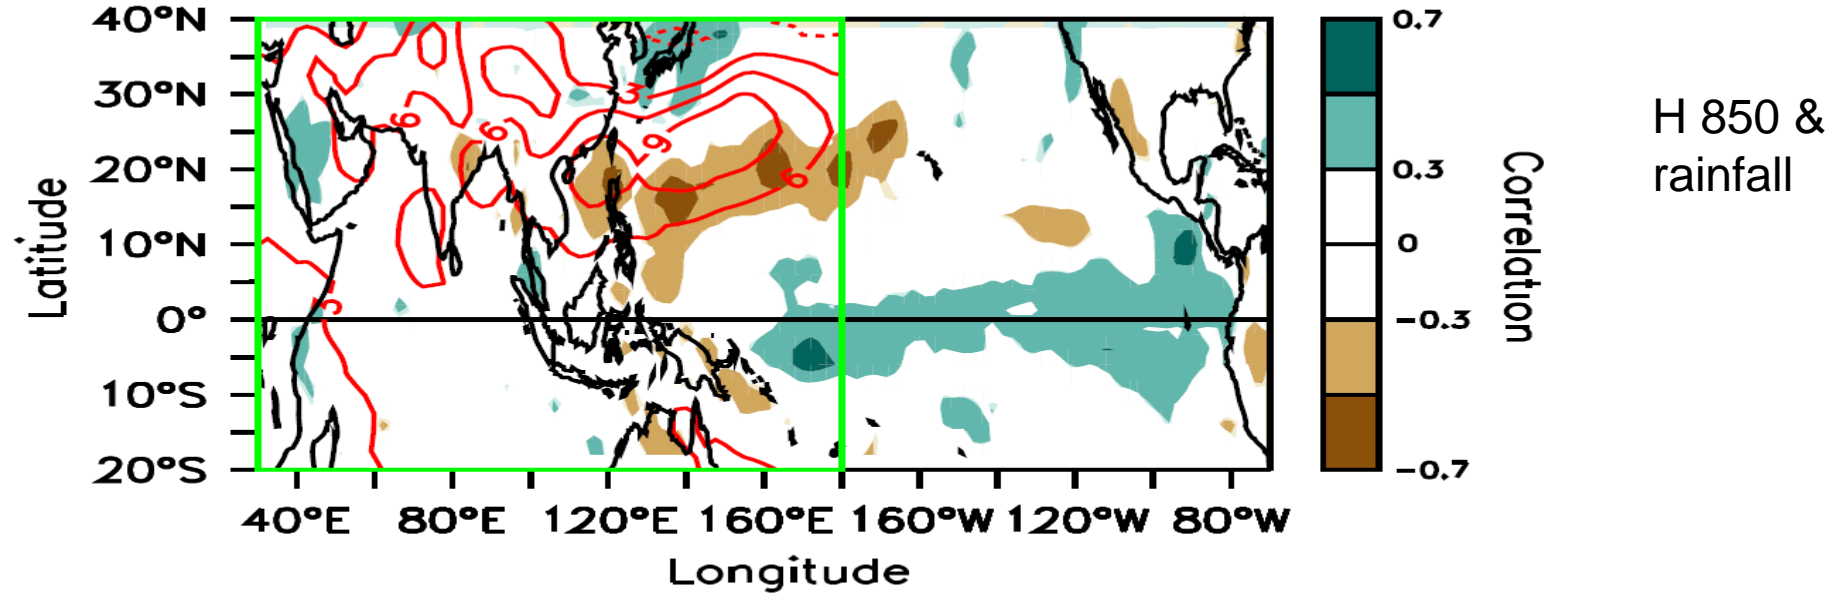 40°N
30°N
20°N
10°N
0°
10°S
20°S
Latitude
40°E
80°E
120°E
160°E
160°W
120°W
80°W
Longitude
3
6
6
9
6
3
0.7
0.3
0
-0.3
-0.7
Correlation
H 850 &
rainfall